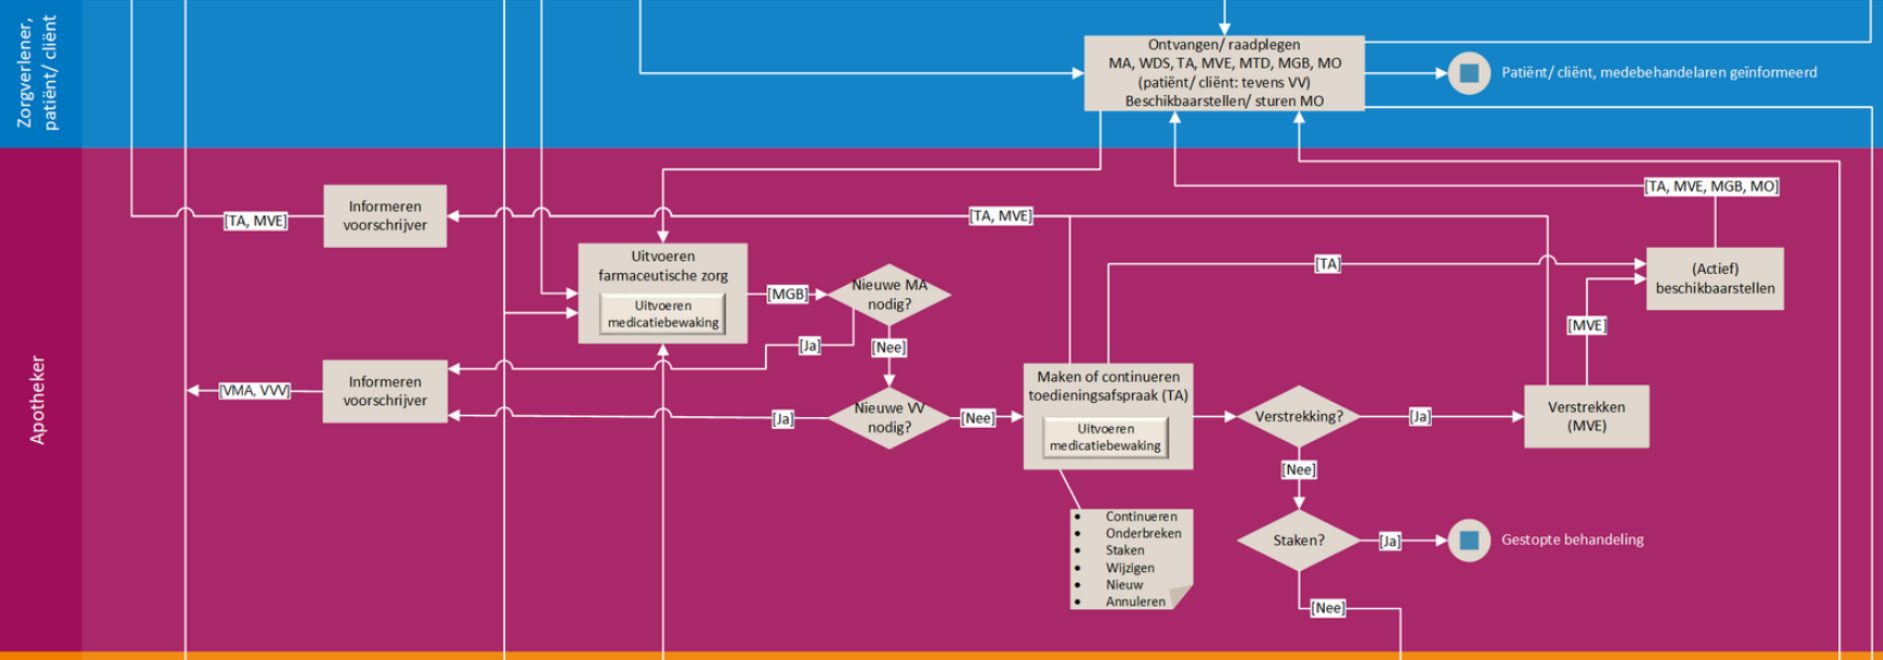 Zorgverlener,
patiënt/ cliënt
Ontvangen/ raadplegen
MA, WDS, TA, MVE, MTD, MGB, MO
(patiënt/ cliënt: tevens VV)
Beschikbaarstellen/ sturen MO
Patiënt/ cliënt, medebehandelaren geïnformeerd
Apotheker
Informeren
voorschrijver
[TA, MVE]
[TA, MVE]
[TA, MVE, MGB, MO]
Uitvoeren
farmaceutische zorg
Uitvoeren
medicatiebewaking
[MGB]
Nieuwe MA
nodig?
[Ja]
[Nee]
[TA]
(Actief)
beschikbaarstellen
[MVE]
Informeren
voorschrijver
[VMA, VVV]
Nieuwe VV
nodig?
[Ja]
[Nee]
Maken of continueren
toedieningsafspraak (TA)
Uitvoeren
medicatiebewaking
Verstrekking?
[Ja]
Verstrekken
(MVE)
[Nee]
• Continueren
• Onderbreken
• Staken
• Wijzigen
• Nieuw
• Annuleren
Staken?
[Ja]
Gestopte behandeling
[Nee]